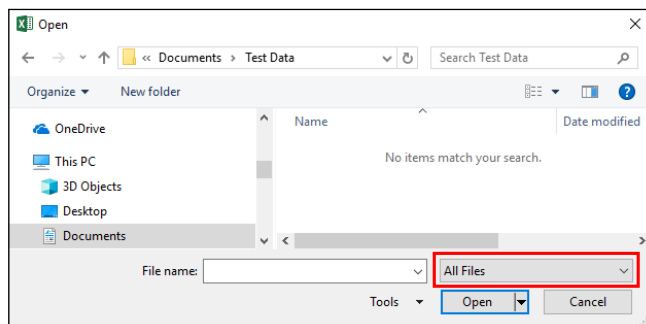 Open
« Documents > Test Data
Search Test Data
Organize
New folder
OneDrive
This PC
3D Objects
Desktop
Documents
Name
Date modified
No items match your search.
File name:
All Files
Tools
Open
Cancel